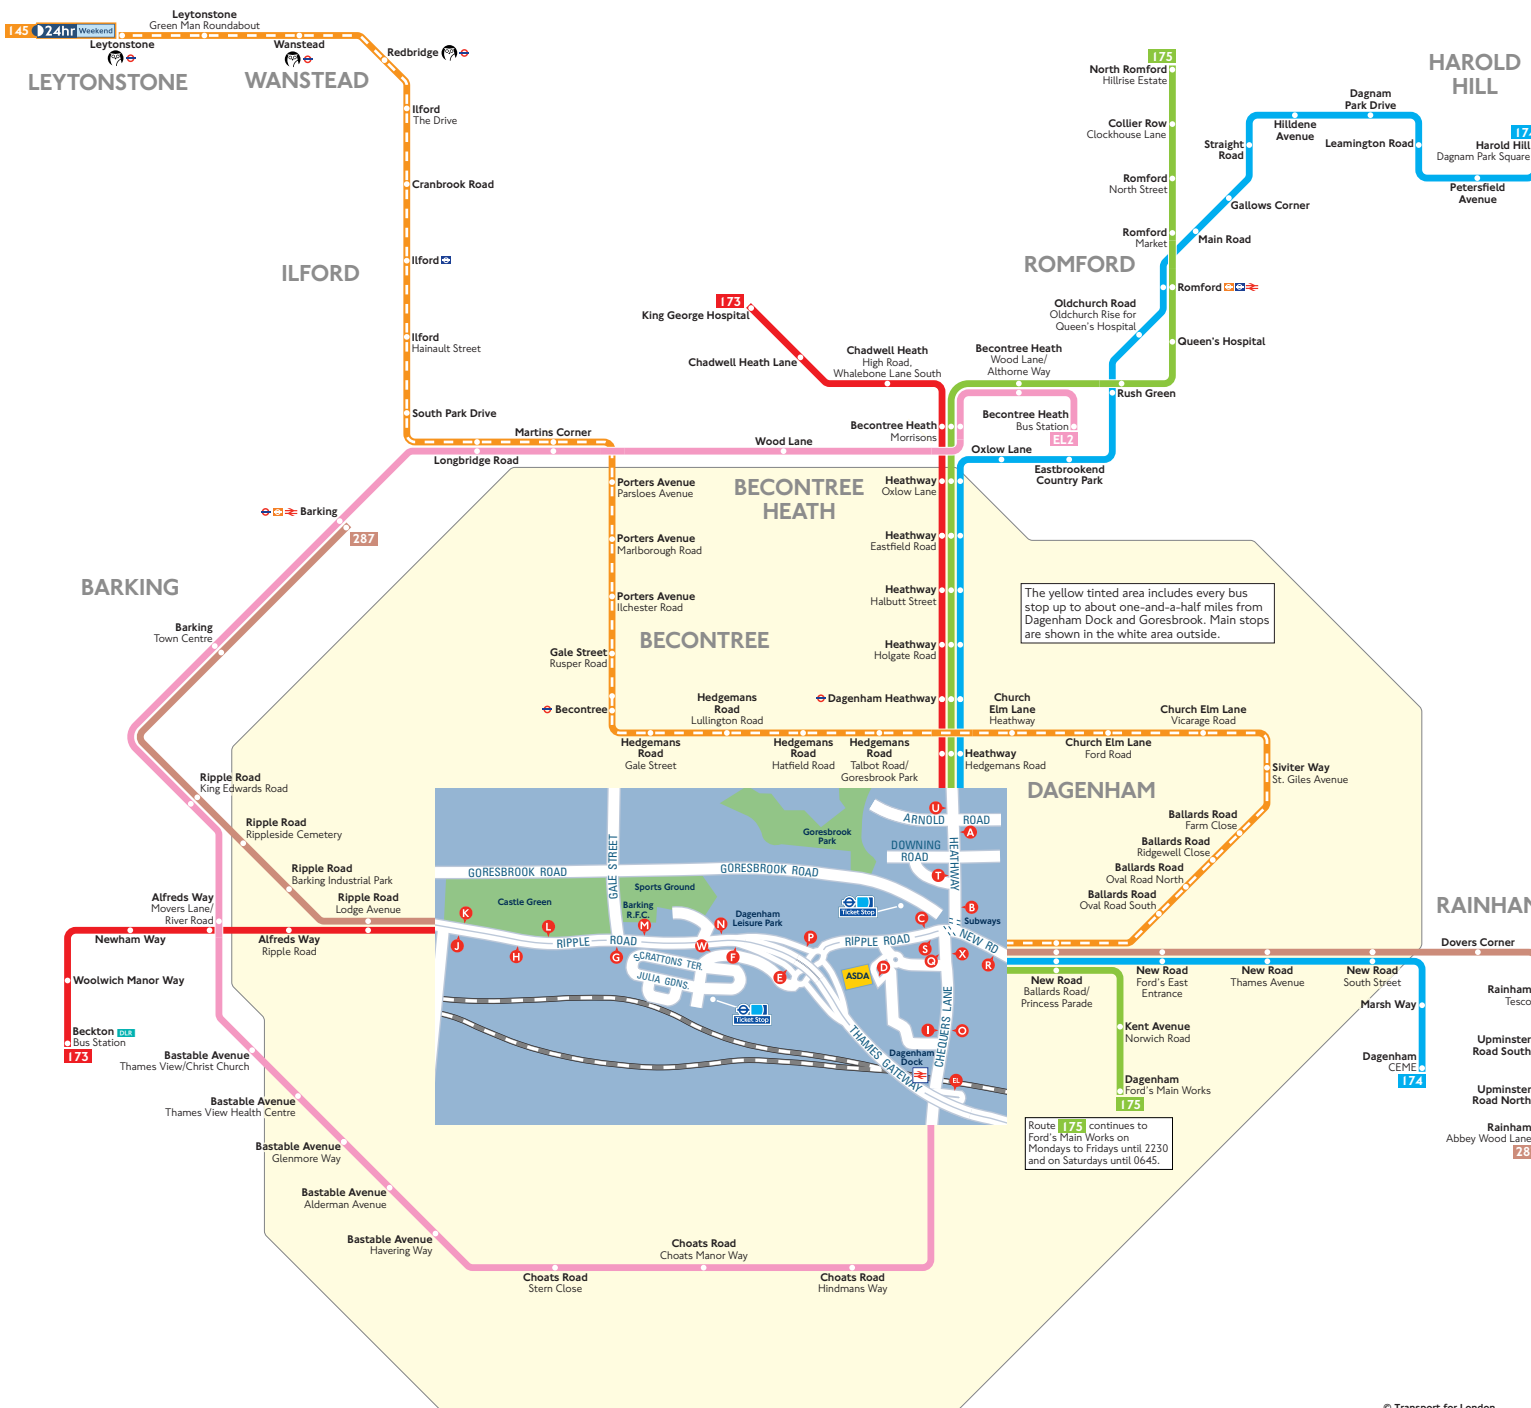 145 24hr Weekend
Leytonstone
Green Man Roundabout
Leytonstone
Wanstead
Redbridge
LEYTONSTONE
WANSTEAD
Ilford
The Drive
Cranbrook Road
ILFORD
Ilford
Ilford
Hainault Street
South Park Drive
Martins Corner
Longbridge Road
Wood Lane
173
King George Hospital
Chadwell Heath Lane
Chadwell Heath
High Road,
Whalebone Lane South
Becontree Heath
Wood Lane/
Althorne Way
Becontree Heath
Morrisons
Becontree Heath
Bus Station
EL2
175
North Romford
Hillrise Estate
Collier Row
Clockhouse Lane
Romford
North Street
Romford
Market
ROMFORD
Romford
Oldchurch Road
Oldchurch Rise for
Queen's Hospital
Queen's Hospital
Rush Green
Oxlow Lane
Eastbrookend
Country Park
HAROLD
HILL
Dagnam
Park Drive
Hilldene
Avenue
Straight
Road
Leamington Road
Harold Hill
Dagnam Park Square
Petersfield
Avenue
Gallows Corner
Main Road
Barking
287
BARKING
Barking
Town Centre
Porters Avenue
Parsloes Avenue
Porters Avenue
Marlborough Road
Porters Avenue
Ilchester Road
Gale Street
Rusper Road
Becontree
BECONTREE
HEATH
BECONTREE
Heathway
Oxlow Lane
Heathway
Eastfield Road
Heathway
Halbutt Street
Heathway
Holgate Road
Dagenham Heathway
The yellow tinted area includes every bus
stop up to about one-and-a-half miles from
Dagenham Dock and Goresbrook. Main stops
are shown in the white area outside.
Hedgemans
Road
Lullington Road
Hedgemans
Road
Gale Street
Hedgemans
Road
Hatfield Road
Hedgemans
Road
Talbot Road/
Goresbrook Park
Heathway
Hedgemans Road
Church
Elm Lane
Heathway
Church Elm Lane
Ford Road
Church Elm Lane
Vicarage Road
Siviter Way
St. Giles Avenue
DAGENHAM
Ballards Road
Farm Close
Ballards Road
Ridgewell Close
Ballards Road
Oval Road North
Ballards Road
Oval Road South
Ripple Road
King Edwards Road
Ripple Road
Rippleside Cemetery
Ripple Road
Barking Industrial Park
Ripple Road
Lodge Avenue
Alfreds Way
Movers Lane/
River Road
Newham Way
Alfreds Way
Ripple Road
Woolwich Manor Way
Beckton DLR
Bus Station
173
Bastable Avenue
Thames View/Christ Church
Bastable Avenue
Thames View Health Centre
Bastable Avenue
Glenmore Way
Bastable Avenue
Alderman Avenue
Bastable Avenue
Havering Way
Choats Road
Stern Close
Choats Road
Choats Manor Way
Choats Road
Hindmans Way
GORESBROOK ROAD
GALE STREET
GORESBROOK ROAD
Goresbrook
Park
ARNOLD ROAD
DOWNING
ROAD
HEATHWAY
Castle Green
Sports Ground
Barking
R.F.C.
Dagenham
Leisure Park
Ticket Stop
Subways
NEW RD
RIPPLE ROAD
RIPPLE ROAD
SCRATTONS TER.
JULIA GDNS.
ASDA
Ticket Stop
THAMES GATEWAY
CHEQUERS LANE
Dagenham
Dock
U
A
T
B
C
K
L
M
N
J
H
G
W
F
P
E
D
S
Q
X
R
I
O
EL
New Road
Ballards Road/
Princess Parade
New Road
Ford's East
Entrance
New Road
Thames Avenue
New Road
South Street
Dovers Corner
RAINHAM
Marsh Way
Kent Avenue
Norwich Road
Dagenham
CEME
174
Dagenham
Ford's Main Works
175
Route 175 continues to
Ford's Main Works on
Mondays to Fridays until 2230
and on Saturdays until 0645.
Rainham
Tesco
Upminster
Road South
Upminster
Road North
Rainham
Abbey Wood Lane
© Transport for London